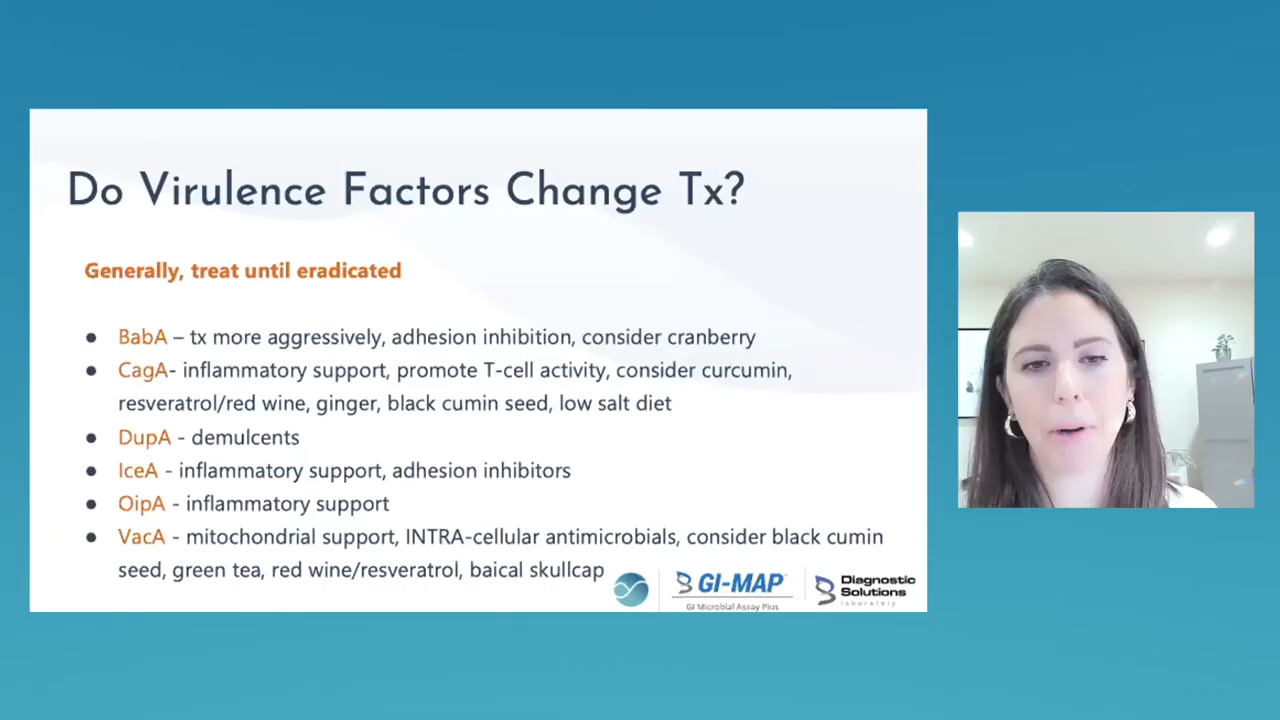 Do Virulence Factors Change Tx?
Generally, treat until eradicated
● BabA – tx more aggressively, adhesion inhibition, consider cranberry
● CagA- inflammatory support, promote T-cell activity, consider curcumin,
resveratrol/red wine, ginger, black cumin seed, low salt diet
● DupA - demulcents
● IceA - inflammatory support, adhesion inhibitors
● OipA - inflammatory support
● VacA - mitochondrial support, INTRA-cellular antimicrobials, consider black cumin
seed, green tea, red wine/resveratrol, baical skullcap
GI-MAP
GI Microbial Assay Plus
Diagnostic
Solutions
laboratory